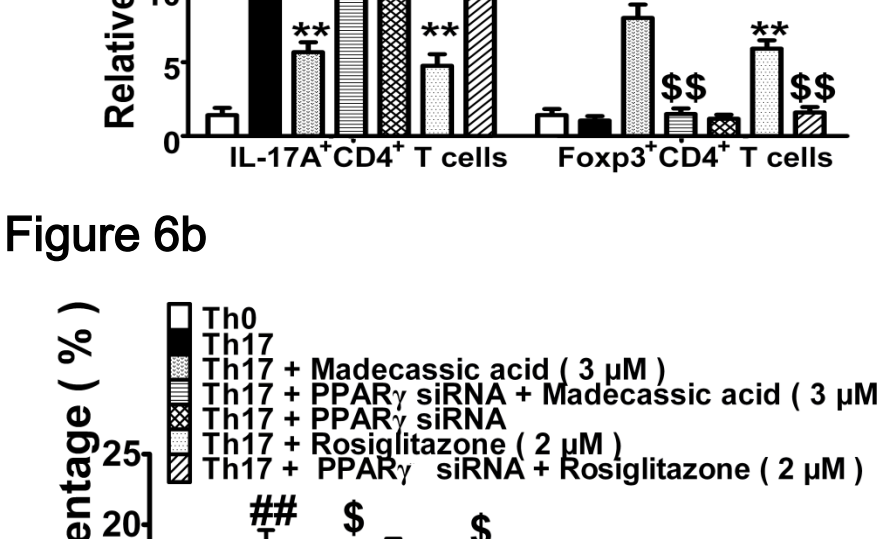 Relative
10
**
**
**
5
$$
$$
0
IL-17A+CD4+ T cells
Foxp3+CD4+ T cells
Figure 6b
Th0
Th17
Th17 + Madecassic acid ( 3 μM )
Th17 + PPARγ siRNA + Madecassic acid ( 3 μM
Th17 + PPARγ siRNA
Th17 + Rosiglitazone ( 2 μM )
Th17 + PPARγ siRNA + Rosiglitazone ( 2 μM )
entage ( % )
25
20
##
$
$